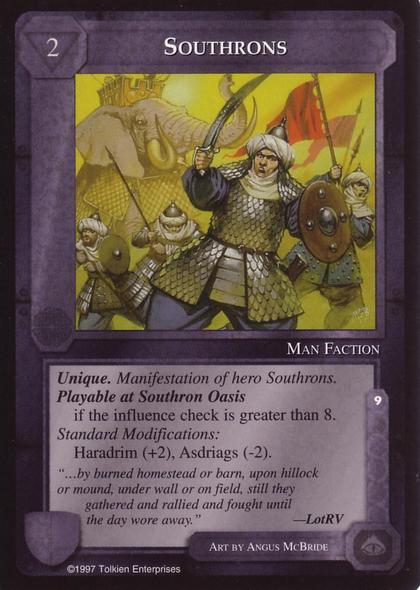 2
SOUTHRONS
MAN FACTION
Unique. Manifestation of hero Southrons.
Playable at Southron Oasis
if the influence check is greater than 8.
Standard Modifications:
Haradrim (+2), Asdriags (-2).
9
“...by burned homestead or barn, upon hillock
or mound, under wall or on field, still they
gathered and rallied and fought until
the day wore away.” —LotRV
ART BY ANGUS MCBRIDE
©1997 Tolkien Enterprises